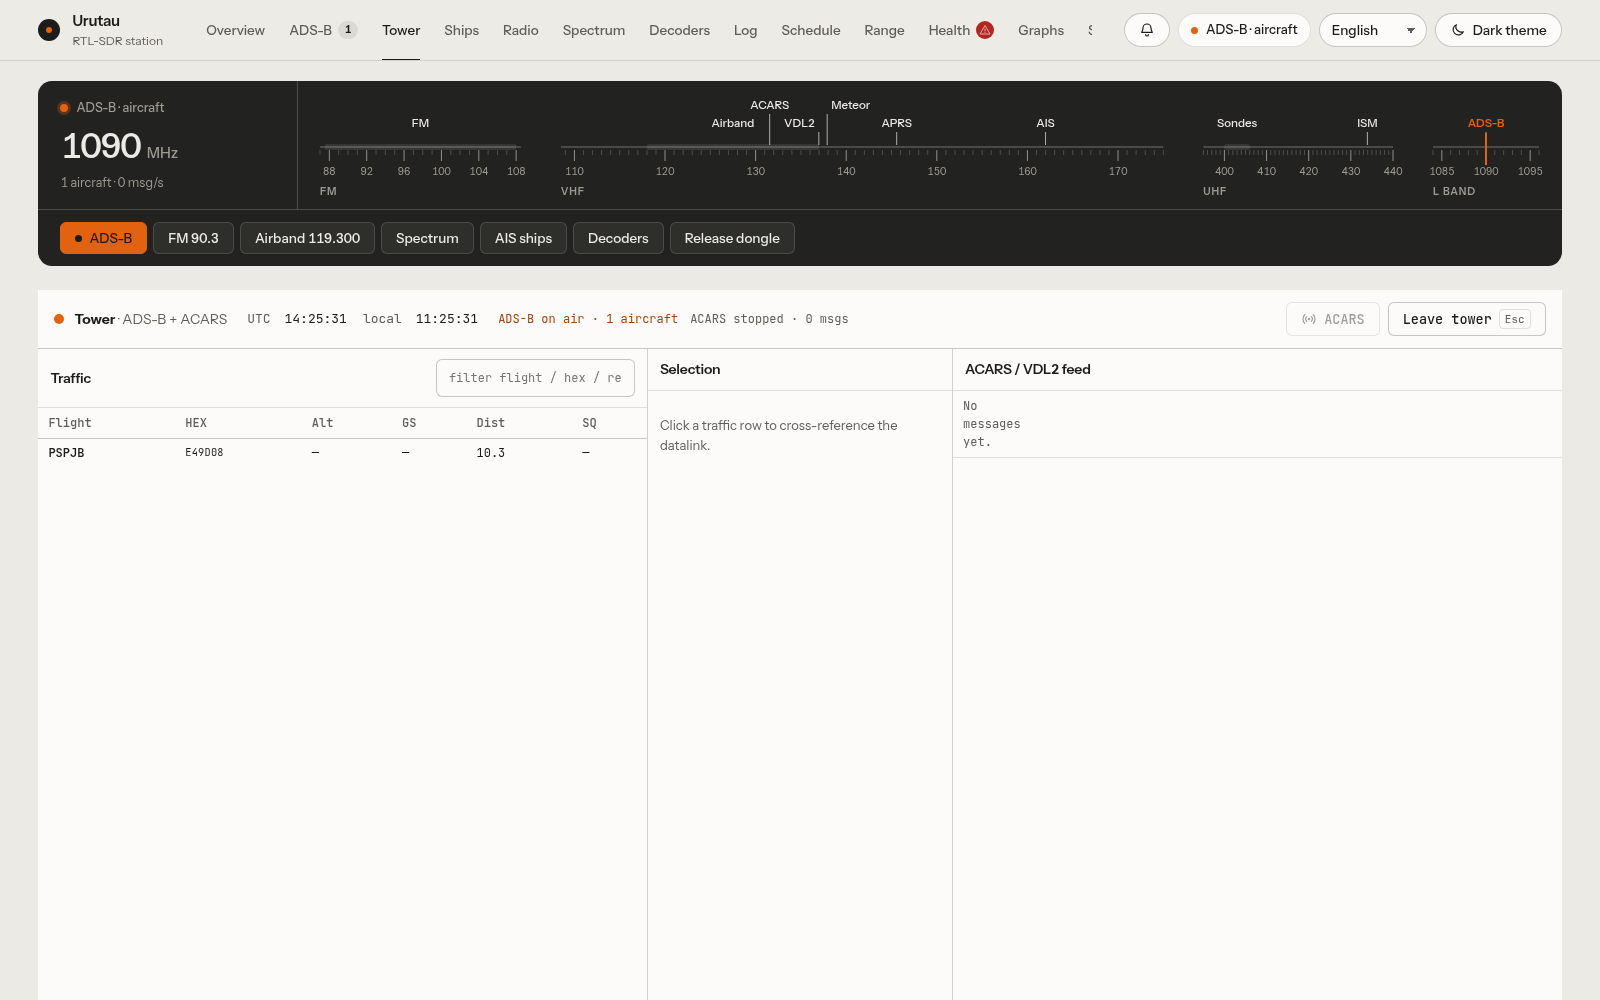 Urutau
RTL-SDR station
Overview
ADS-B 1
Tower
Ships
Radio
Spectrum
Decoders
Log
Schedule
Range
Health
Graphs
ADS-B·aircraft
English
Dark theme
ADS-B·aircraft
1090 MHz
1 aircraft·0 msg/s
ACARS Meteor
FM Airband VDL2 APRS AIS Sondes ISM ADS-B
88 92 96 100 104 108 110 120 130 140 150 160 170 400 410 420 430 440 1085 1090 1095
FM VHF UHF L BAND
ADS-B
FM 90.3
Airband 119.300
Spectrum
AIS ships
Decoders
Release dongle
Tower · ADS-B + ACARS UTC 14:25:31 local 11:25:31 ADS-B on air · 1 aircraft ACARS stopped · 0 msgs
ACARS
Leave tower Esc
Traffic
filter flight / hex / re
Flight HEX Alt GS Dist SQ
PSPJB E49D08 — — 10.3 —
Selection
Click a traffic row to cross-reference the
datalink.
ACARS / VDL2 feed
No
messages
yet.